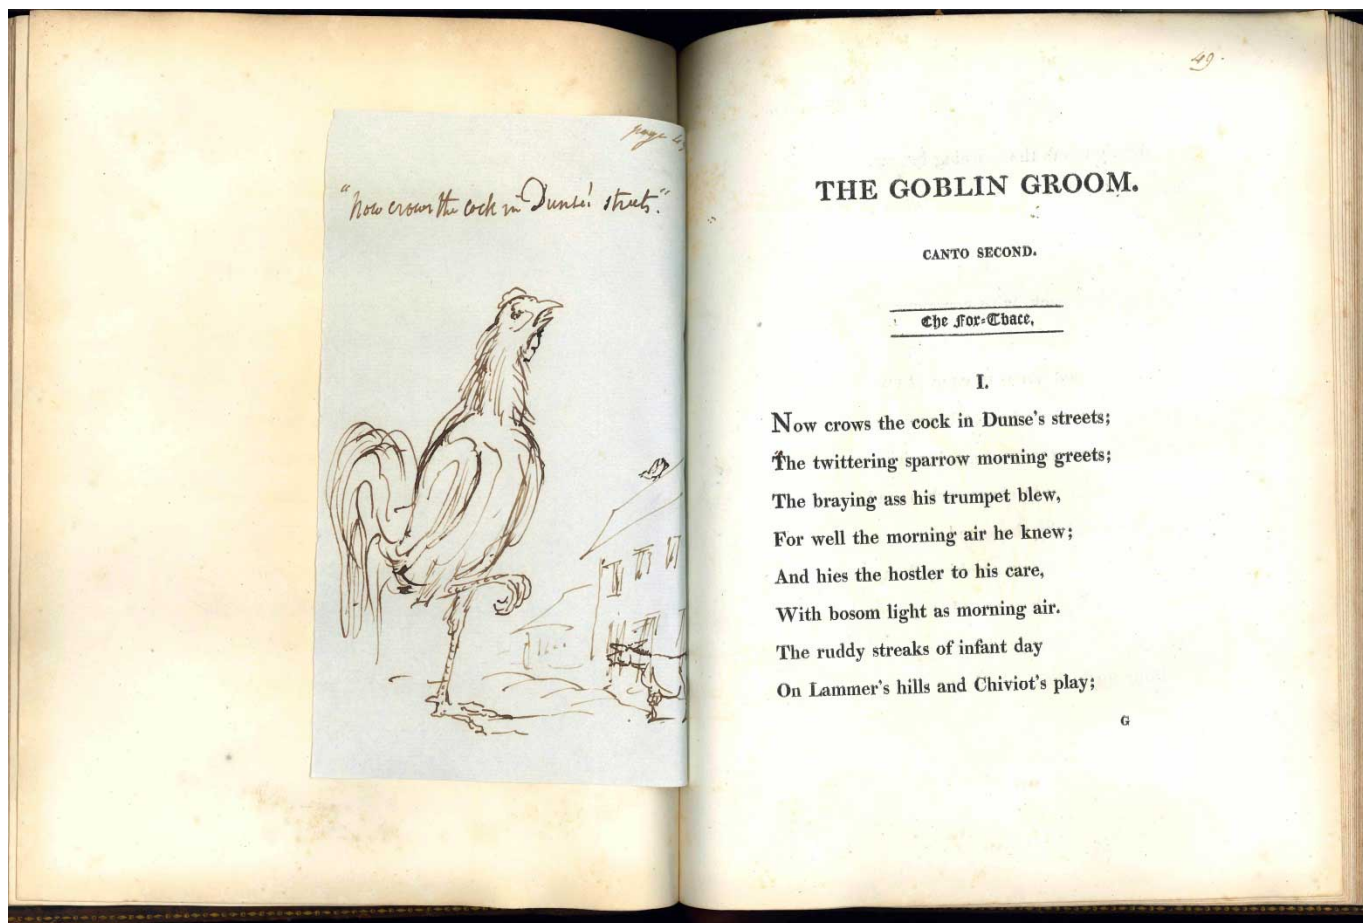 page 49
"Now crows the cock in Dunse's streets."
49.
THE GOBLIN GROOM.
CANTO SECOND.
The For-Thace,
I.
Now crows the cock in Dunse's streets;
The twittering sparrow morning greets;
The braying ass his trumpet blew,
For well the morning air he knew;
And hies the hostler to his care,
With bosom light as morning air.
The ruddy streaks of infant day
On Lammer's hills and Chiviot's play;
G